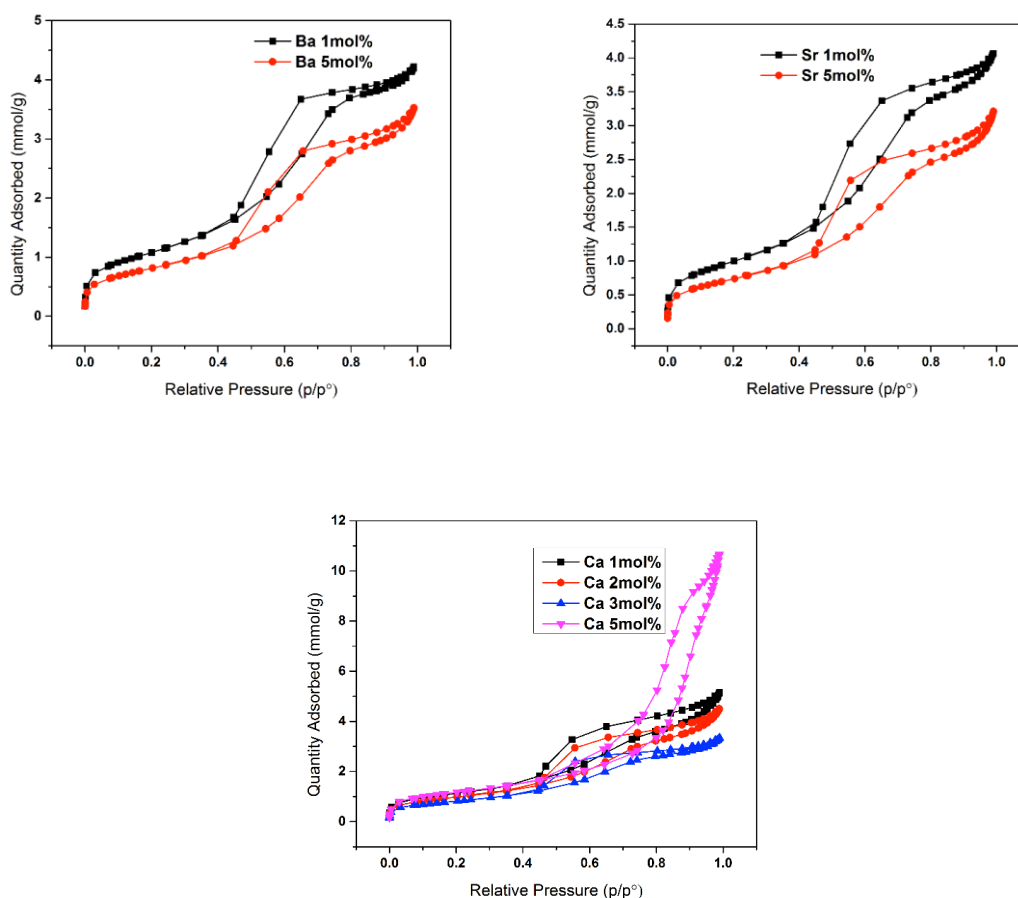 5
4
3
2
1
0
Quantity Adsorbed (mmol/g)
Ba 1mol%
Ba 5mol%
0.0 0.2 0.4 0.6 0.8 1.0
Relative Pressure (p/p°)
4.0
3.5
3.0
2.5
2.0
1.5
1.0
0.5
0.0
Quantity Adsorbed (mmol/g)
Sr 1mol%
Sr 5mol%
0.0 0.2 0.4 0.6 0.8 1.0
Relative Pressure (p/p°)
12
10
8
6
4
2
0
Quantity Adsorbed (mmol/g)
Ca 1mol%
Ca 2mol%
Ca 3mol%
Ca 5mol%
0.0 0.2 0.4 0.6 0.8 1.0
Relative Pressure (p/p°)